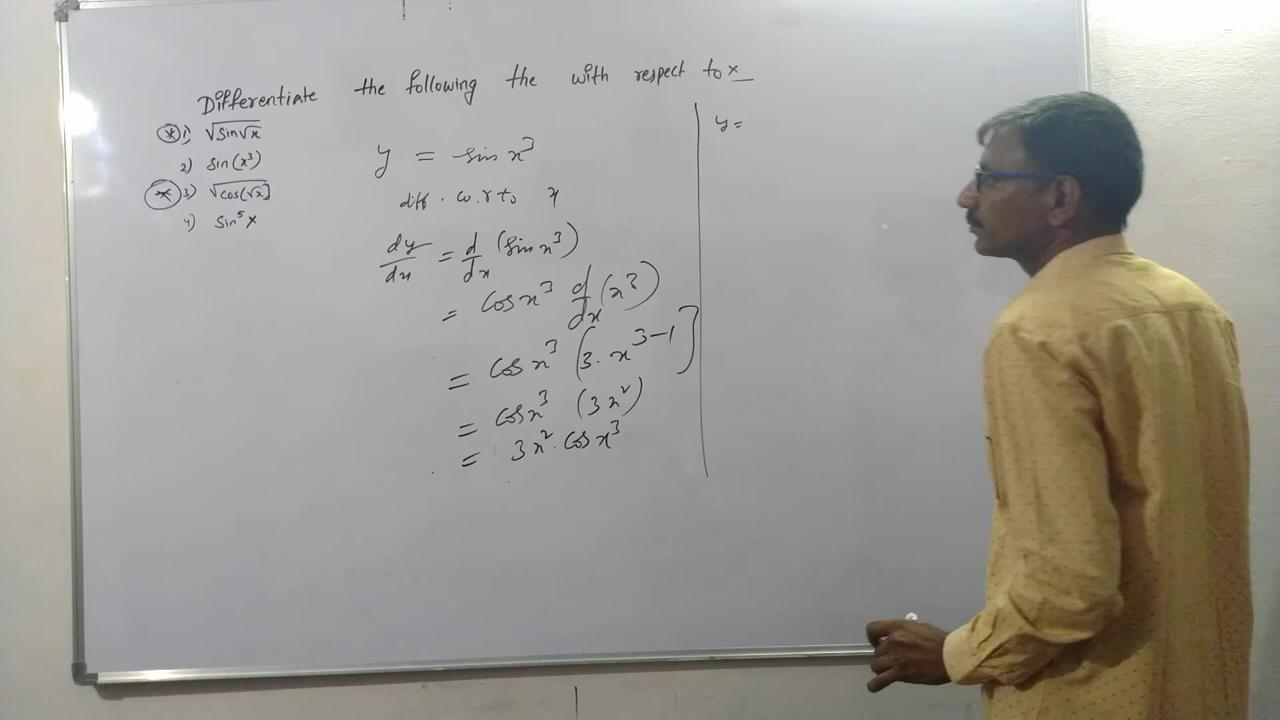 Differentiate the following the with respect to x
1) √sin√x
2) sin(x³)
3) √cos(√x)
4) sin⁵x
y = sin x³
diff. w.r to x
dy/dx = d/dx (sin x³)
= cos x³ d/dx (x³)
= cos x³ [3. x³⁻¹]
= cos x³ (3x²)
= 3x². cos x³
y =